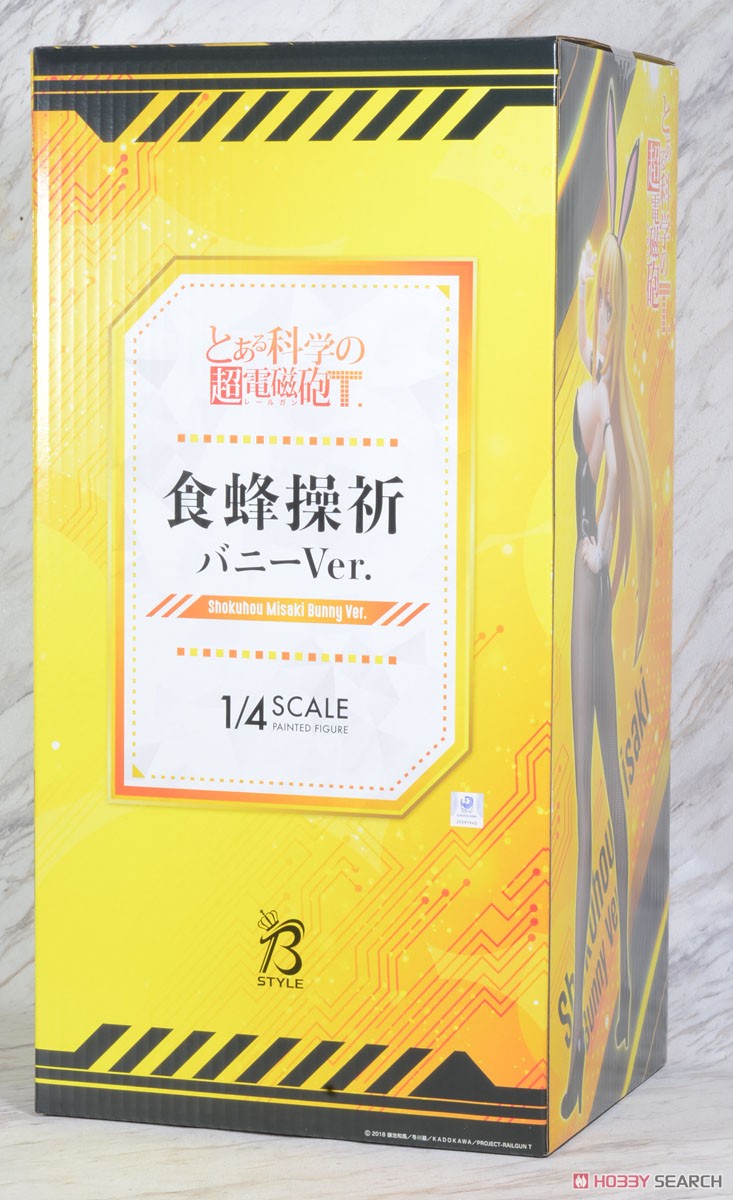 とある科学の
超電磁砲T.
レールガン
食蜂操祈
バニーVer.
Shokuhou Misaki Bunny Ver.
1/4 SCALE
PAINTED FIGURE
B
STYLE
© 2018 鎌池和馬/冬川基/KADOKAWA/PROJECT-RAILGUN T
とある科学の
超電磁砲
Shokuhou Misaki
Bunny Ver.
HOBBY SEARCH